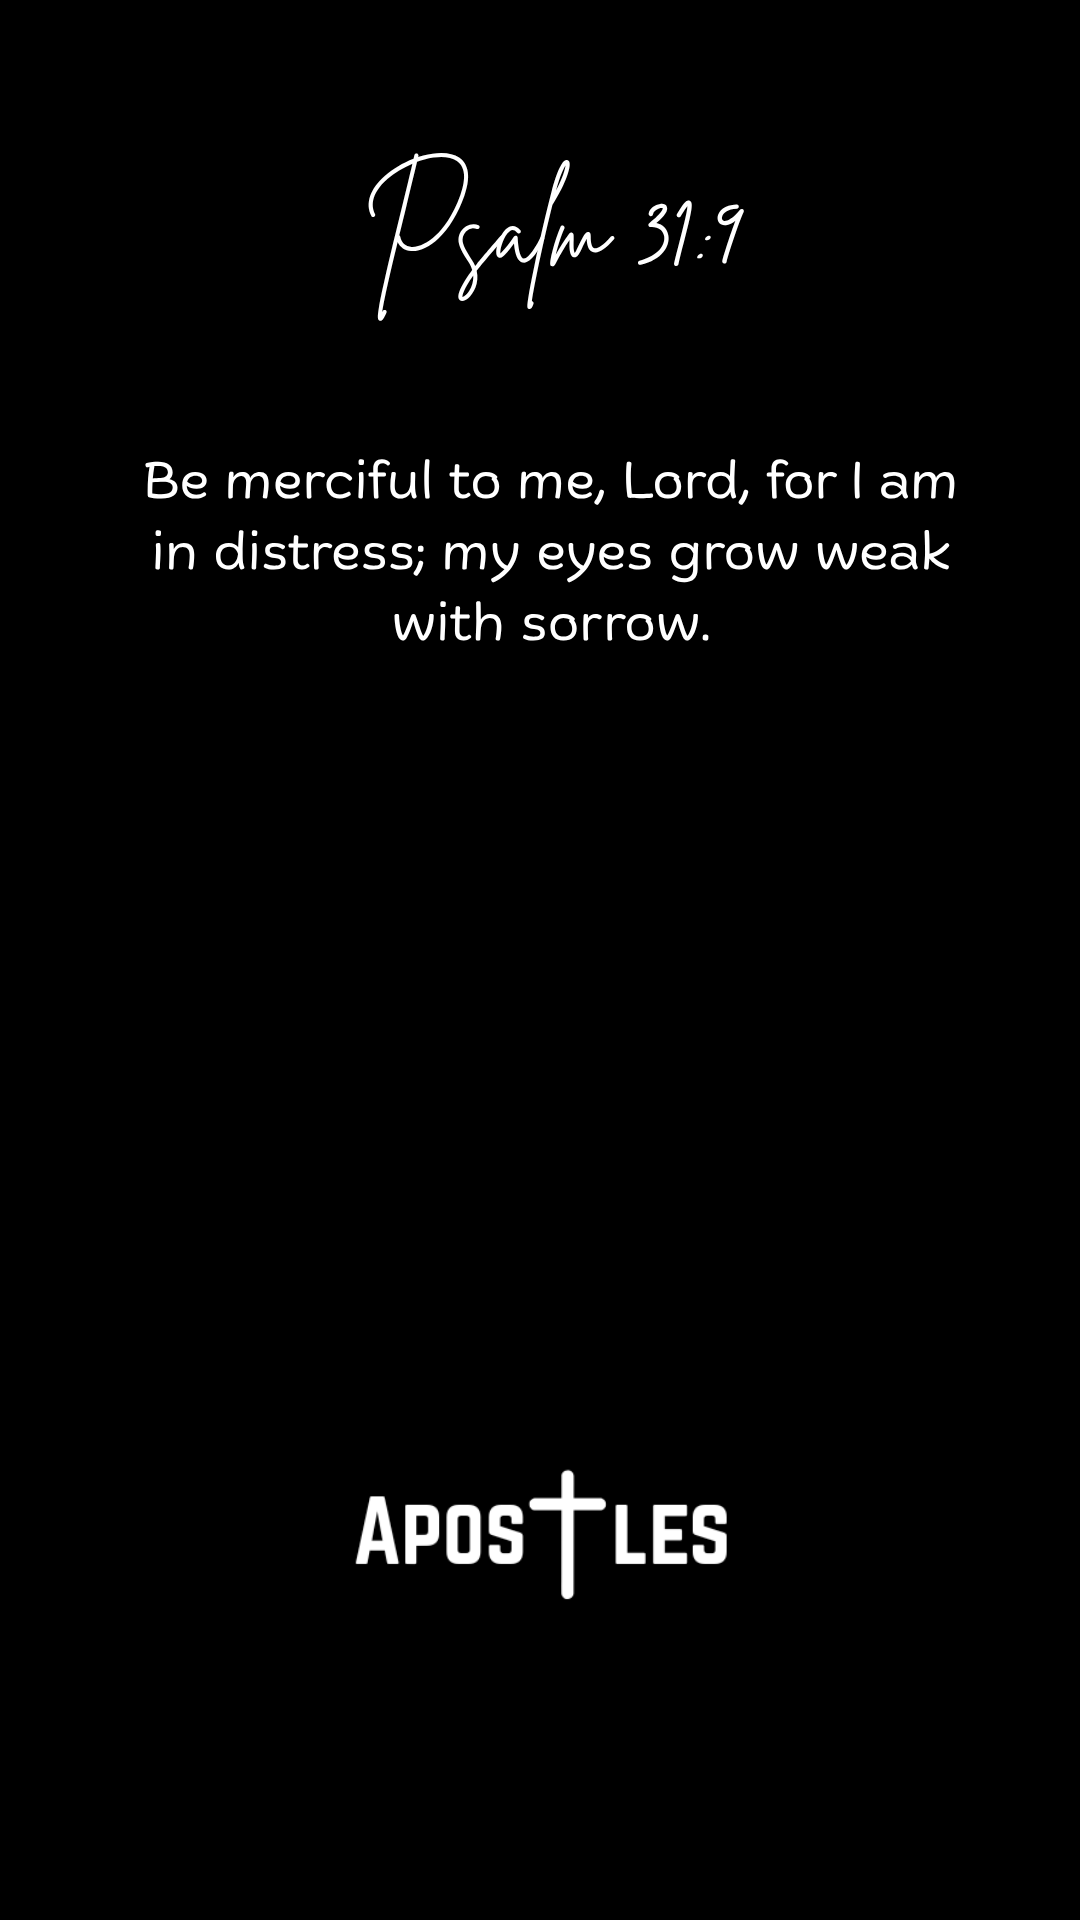 Psalm 31:9
Be merciful to me, Lord, for I am
in distress; my eyes grow weak
with sorrow.
APOSTLES